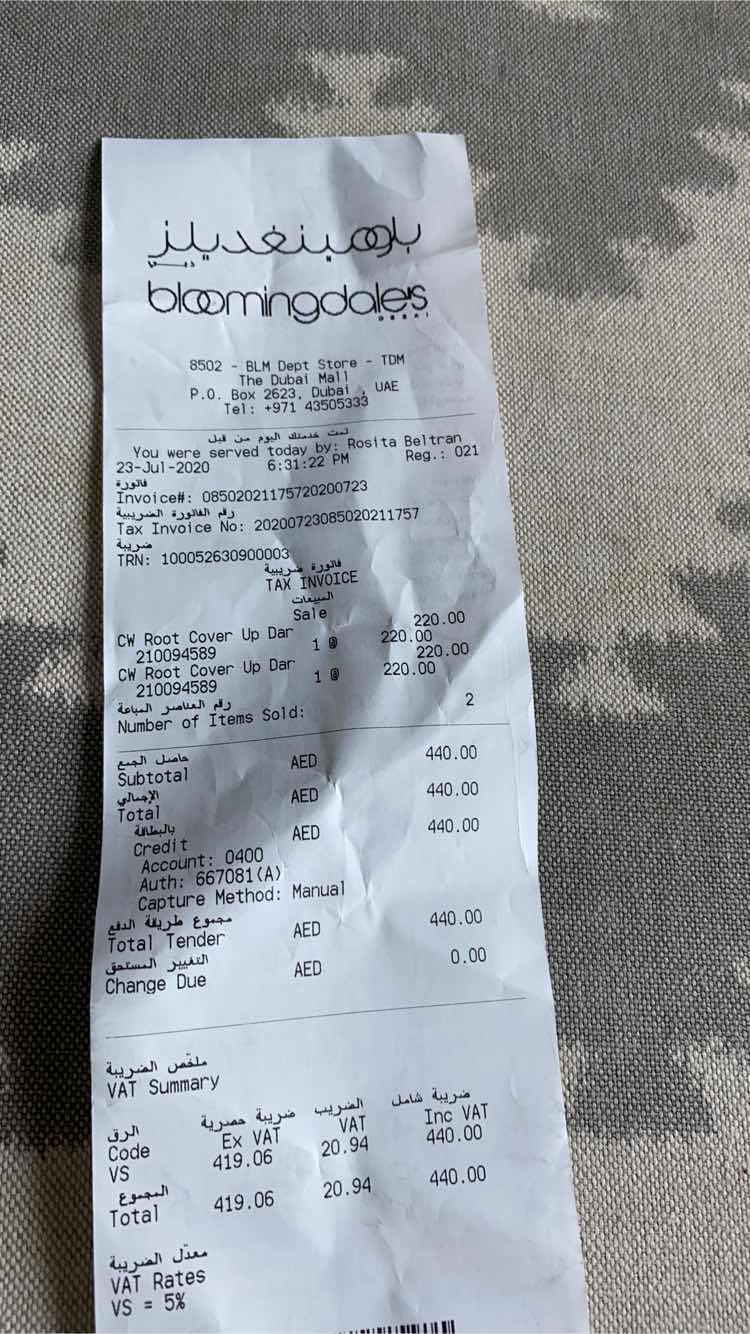 بلومينغديلز
دبي
bloomingdale's
DUBAI
8502 - BLM Dept Store - TDM
The Dubai Mall
P.O. Box 2623, Dubai , UAE
Tel: +971 43505333
تمت خدمتك اليوم من قبل
You were served today by: Rosita Beltran
23-Jul-2020 6:31:22 PM Reg.: 021
فاتورة
Invoice#: 08502021175720200723
رقم الفاتورة الضريبية
Tax Invoice No: 20200723085020211757
ضريبة
TRN: 100052630900003
فاتورة ضريبية
TAX INVOICE
المبيعات
Sale
CW Root Cover Up Dar 220.00
210094589 1 @ 220.00
CW Root Cover Up Dar 220.00
210094589 1 @ 220.00
رقم العناصر المباعة
Number of Items Sold: 2
حاصل الجمع
Subtotal AED 440.00
الإجمالي
Total AED 440.00
بالبطاقة
Credit AED 440.00
Account: 0400
Auth: 667081(A)
Capture Method: Manual
مجموع طريقة الدفع
Total Tender AED 440.00
التغيير المستحق
Change Due AED 0.00
ملخص الضريبة
VAT Summary
الرق ضريبة حصرية الضريب ضريبة شامل
Code Ex VAT VAT Inc VAT
VS 419.06 20.94 440.00
المجموع
Total 419.06 20.94 440.00
معدّل الضريبة
VAT Rates
VS = 5%